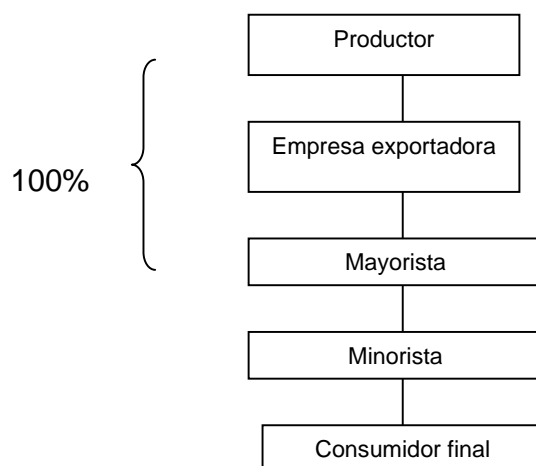 Productor
Empresa exportadora
100%
Mayorista
Minorista
Consumidor final